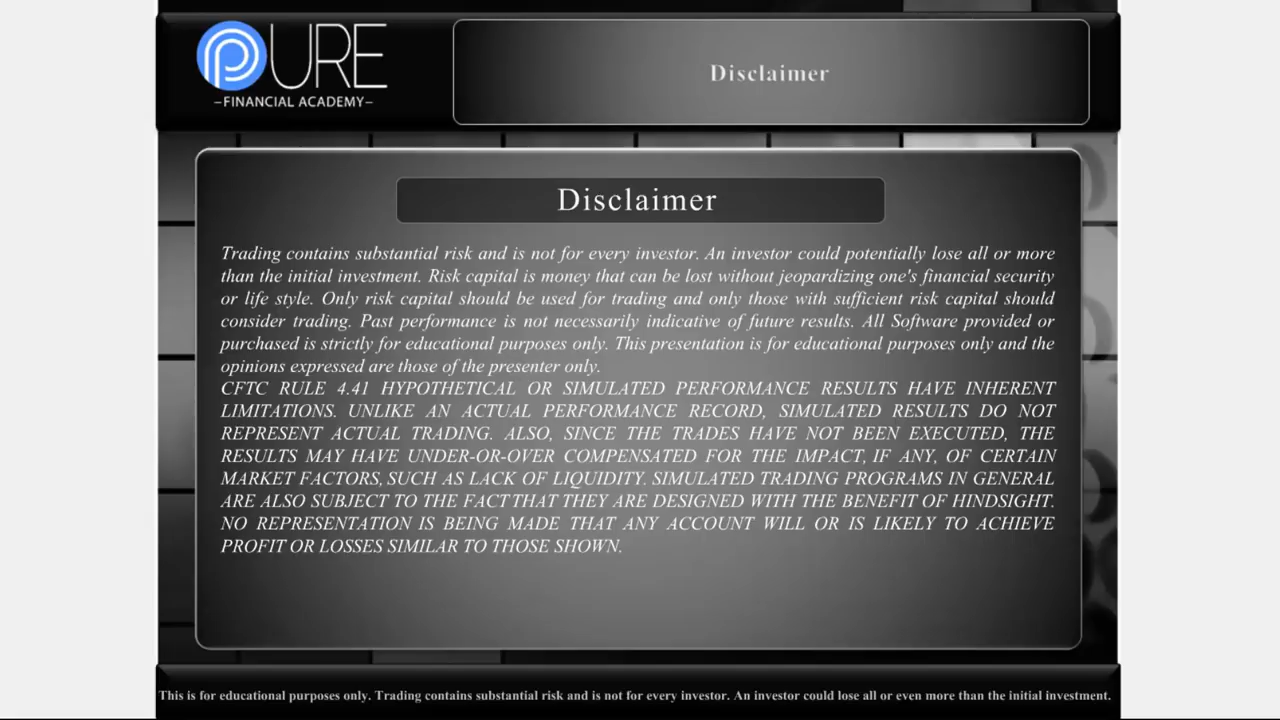 PURE
–FINANCIAL ACADEMY–
Disclaimer
Disclaimer
Trading contains substantial risk and is not for every investor. An investor could potentially lose all or more
than the initial investment. Risk capital is money that can be lost without jeopardizing one's financial security
or life style. Only risk capital should be used for trading and only those with sufficient risk capital should
consider trading. Past performance is not necessarily indicative of future results. All Software provided or
purchased is strictly for educational purposes only. This presentation is for educational purposes only and the
opinions expressed are those of the presenter only.
CFTC RULE 4.41 HYPOTHETICAL OR SIMULATED PERFORMANCE RESULTS HAVE INHERENT
LIMITATIONS. UNLIKE AN ACTUAL PERFORMANCE RECORD, SIMULATED RESULTS DO NOT
REPRESENT ACTUAL TRADING. ALSO, SINCE THE TRADES HAVE NOT BEEN EXECUTED, THE
RESULTS MAY HAVE UNDER-OR-OVER COMPENSATED FOR THE IMPACT, IF ANY, OF CERTAIN
MARKET FACTORS, SUCH AS LACK OF LIQUIDITY. SIMULATED TRADING PROGRAMS IN GENERAL
ARE ALSO SUBJECT TO THE FACT THAT THEY ARE DESIGNED WITH THE BENEFIT OF HINDSIGHT.
NO REPRESENTATION IS BEING MADE THAT ANY ACCOUNT WILL OR IS LIKELY TO ACHIEVE
PROFIT OR LOSSES SIMILAR TO THOSE SHOWN.
This is for educational purposes only. Trading contains substantial risk and is not for every investor. An investor could lose all or even more than the initial investment.